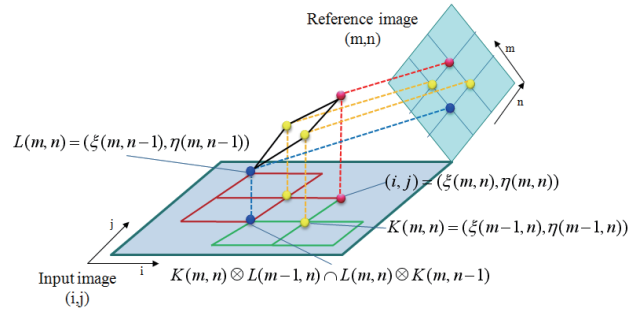 Reference image
(m,n)
m
n
L(m,n)=(ξ(m,n−1),η(m,n−1))
(i,j)=(ξ(m,n),η(m,n))
K(m,n)=(ξ(m−1,n),η(m−1,n))
j
i
Input image
(i,j)
K(m,n)⊗L(m−1,n)∩L(m,n)⊗K(m,n−1)